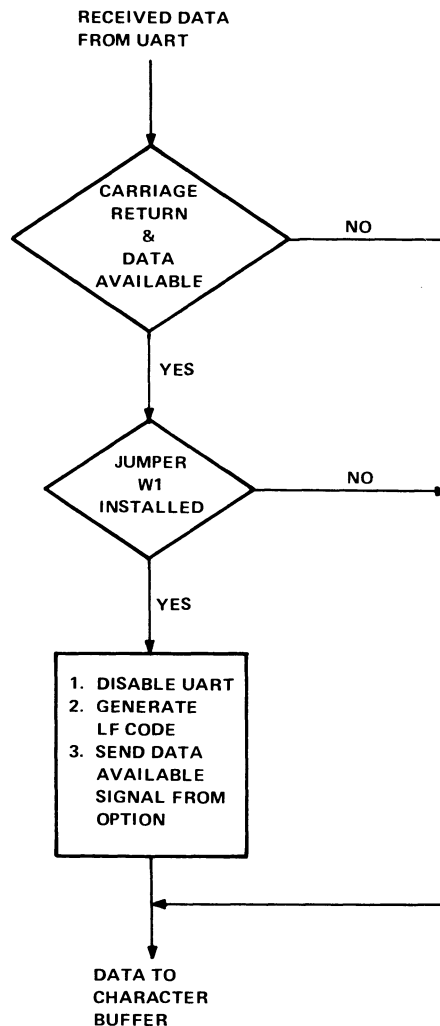 RECEIVED DATA
FROM UART
CARRIAGE
RETURN
&
DATA
AVAILABLE
NO
YES
JUMPER
W1
INSTALLED
NO
YES
1. DISABLE UART
2. GENERATE
LF CODE
3. SEND DATA
AVAILABLE
SIGNAL FROM
OPTION
DATA TO
CHARACTER
BUFFER